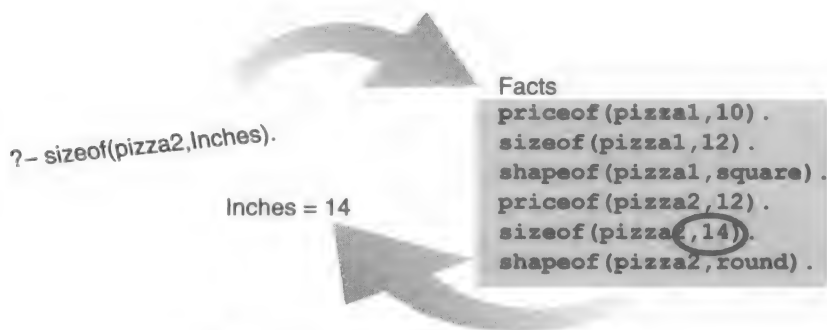 Facts
priceof(pizza1,10).
sizeof(pizza1,12).
shapeof(pizza1,square).
priceof(pizza2,12).
sizeof(pizza2,14).
shapeof(pizza2,round).
?– sizeof(pizza2,Inches).
Inches = 14